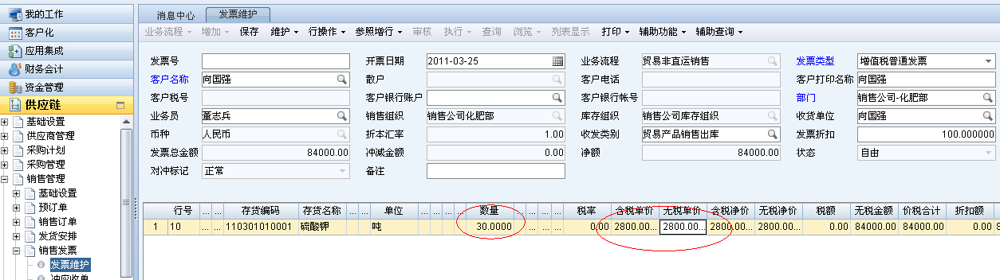 我的工作
客户化
应用集成
财务会计
资金管理
供应链
基础设置
供应商管理
采购计划
采购管理
销售管理
基础设置
预订单
销售订单
发货安排
销售发票
发票维护
冲应收单
消息中心 发票维护
业务流程 增加 保存 维护 行操作 参照增行 审核 执行 查询 浏览 列表显示 打印 辅助功能 辅助查询
发票号 开票日期 2011-03-25 业务流程 贸易非直运销售 发票类型 增值税普通发票
客户名称 向国强 散户 客户电话 客户打印名称 向国强
客户税号 客户银行账户 客户银行帐号 部门 销售公司-化肥部
业务员 董志兵 销售组织 销售公司化肥部 库存组织 销售公司库存组织 收货单位 向国强
币种 人民币 折本汇率 1.00 收发类别 贸易产品销售出库 发票折扣 100.000000
发票总金额 84000.00 冲减金额 0.00 净额 84000.00 状态 自由
对冲标记 正常 备注
行号 ... ... 存货编码 存货名称 ... ... 单位 ... ... ... ... 数量 ... ... ... 税率 含税单价 无税单价 含税净价 无税净价 税额 无税金额 价税合计 折扣额
1 10 ... ... 110301010001 硫酸钾 吨 30.0000 0.00 2800.00... 2800.00... 2800.00... 2800.00... 0.00 84000.00 84000.00 0.00 S